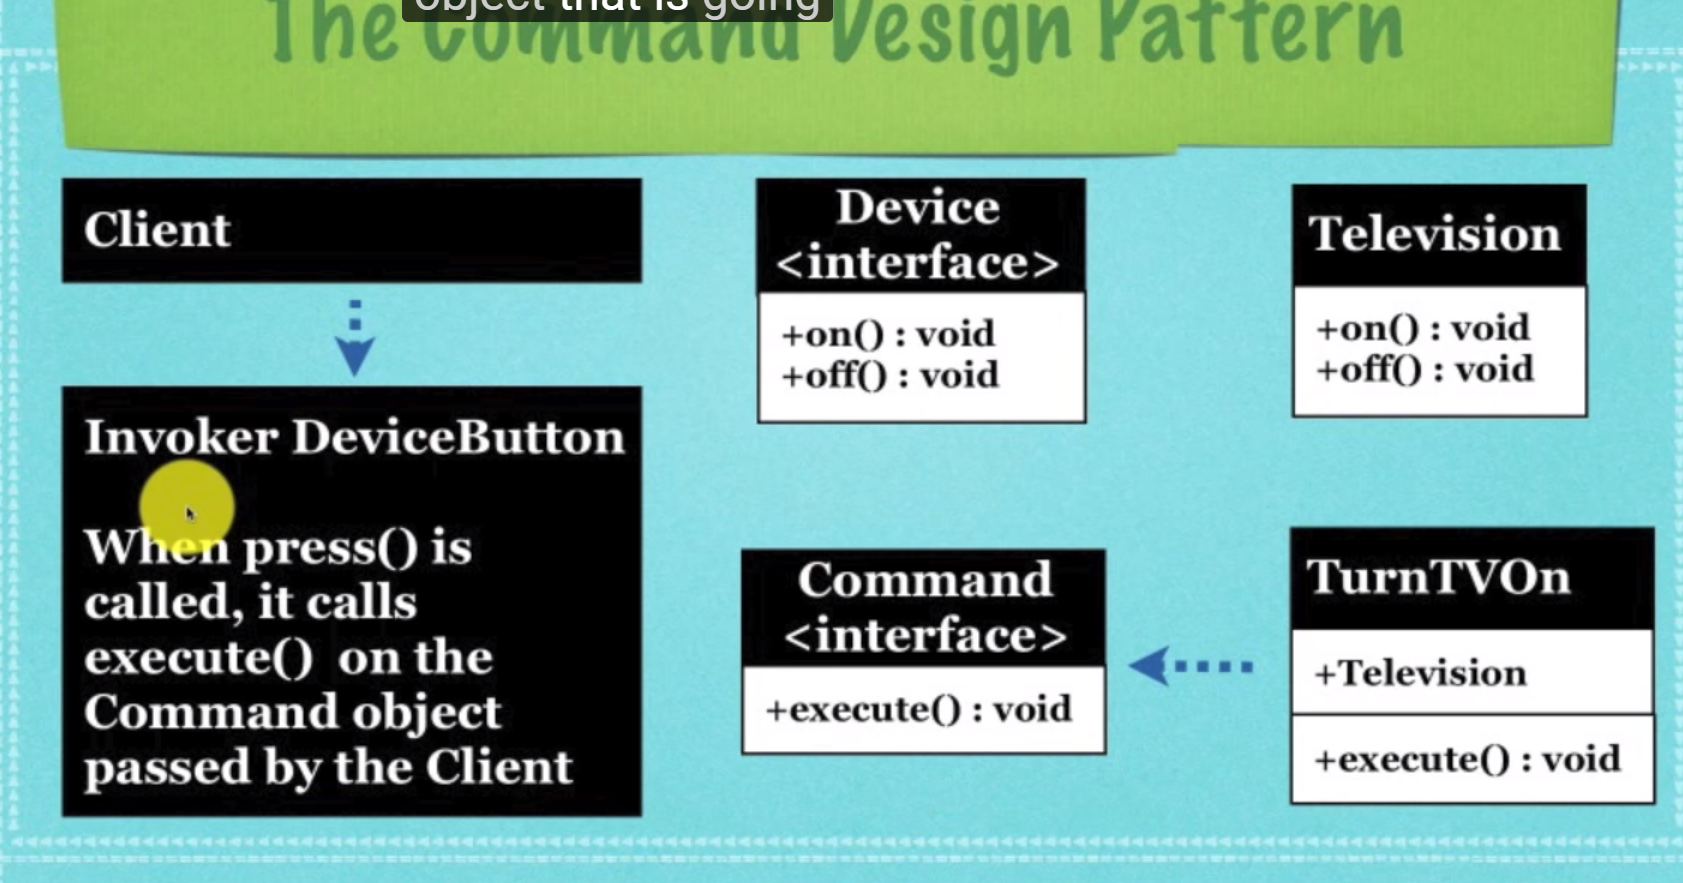 object that is going
The Command Design Pattern
Client
Invoker DeviceButton
When press() is
called, it calls
execute() on the
Command object
passed by the Client
Device
<interface>
+on() : void
+off() : void
Television
+on() : void
+off() : void
Command
<interface>
+execute() : void
TurnTVOn
+Television
+execute() : void